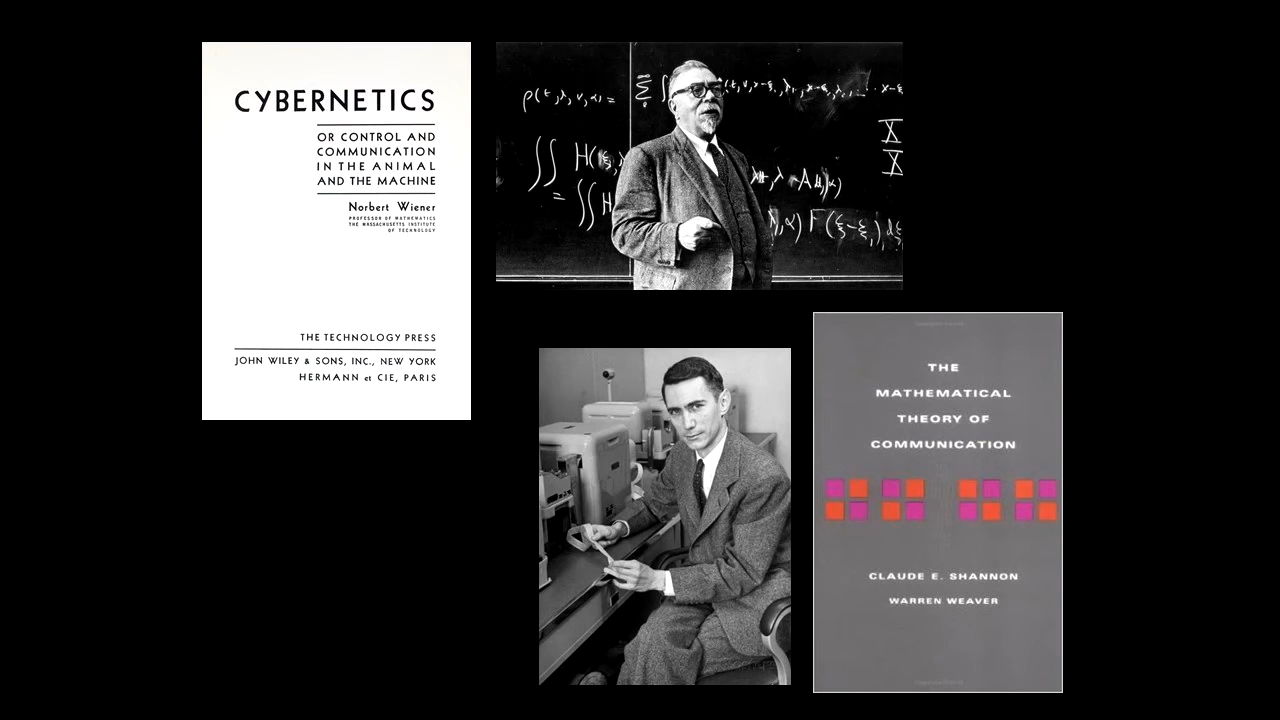 CYBERNETICS
OR CONTROL AND
COMMUNICATION
IN THE ANIMAL
AND THE MACHINE
Norbert Wiener
PROFESSOR OF MATHEMATICS
THE MASSACHUSETTS INSTITUTE
OF TECHNOLOGY
THE TECHNOLOGY PRESS
JOHN WILEY & SONS, INC., NEW YORK
HERMANN et CIE, PARIS
THE
MATHEMATICAL
THEORY OF
COMMUNICATION
CLAUDE E. SHANNON
WARREN WEAVER